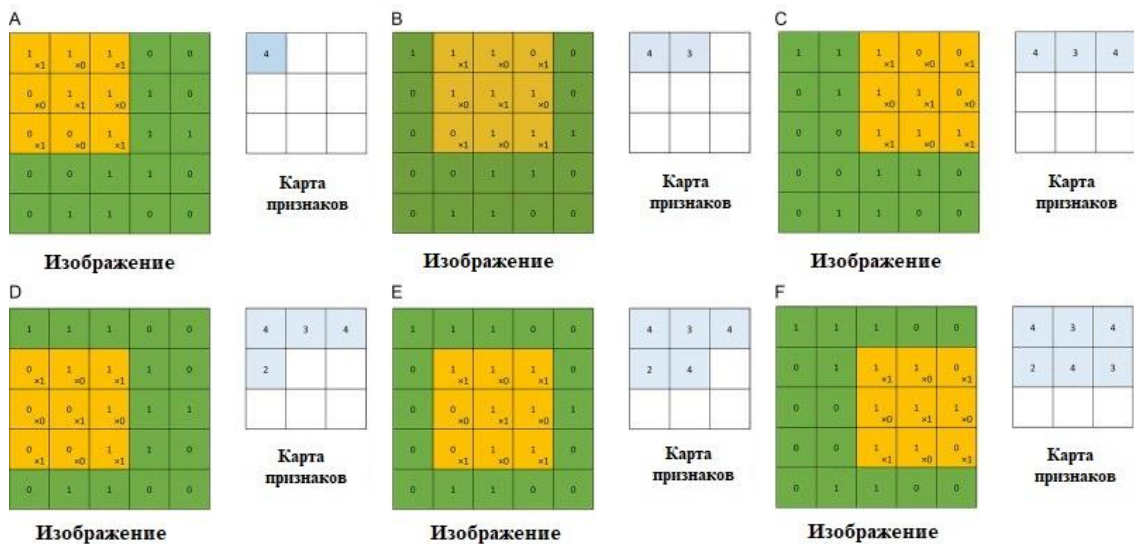 A
1 1 1 0 0
×1 ×0 ×1
0 1 1 1 0
×0 ×1 ×0
0 0 1 1 1
×1 ×0 ×1
0 0 1 1 0
0 1 1 0 0
Изображение
4
Карта
признаков
B
1 1 1 0 0
×1 ×0 ×1
0 1 1 1 0
×0 ×1 ×0
0 0 1 1 1
×1 ×0 ×1
0 0 1 1 0
0 1 1 0 0
Изображение
4 3
Карта
признаков
C
1 1 1 0 0
×1 ×0 ×1
0 1 1 1 0
×0 ×1 ×0
0 0 1 1 1
×1 ×0 ×1
0 0 1 1 0
0 1 1 0 0
Изображение
4 3 4
Карта
признаков
D
1 1 1 0 0
0 1 1 1 0
×1 ×0 ×1
0 0 1 1 1
×0 ×1 ×0
0 0 1 1 0
×1 ×0 ×1
0 1 1 0 0
Изображение
4 3 4
2
Карта
признаков
E
1 1 1 0 0
0 1 1 1 0
×1 ×0 ×1
0 0 1 1 1
×0 ×1 ×0
0 0 1 1 0
×1 ×0 ×1
0 1 1 0 0
Изображение
4 3 4
2 4
Карта
признаков
F
1 1 1 0 0
0 1 1 1 0
×1 ×0 ×1
0 0 1 1 1
×0 ×1 ×0
0 0 1 1 0
×1 ×0 ×1
0 1 1 0 0
Изображение
4 3 4
2 4 3
Карта
признаков